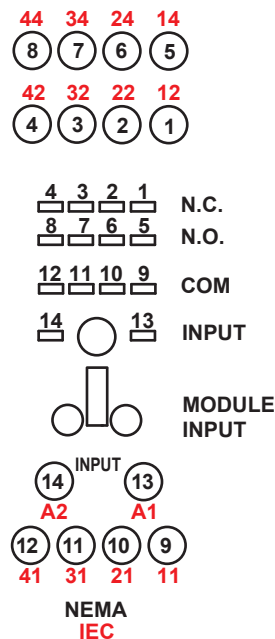 44 34 24 14
8 7 6 5
42 32 22 12
4 3 2 1
4 3 2 1 N.C.
8 7 6 5 N.O.
12 11 10 9 COM
14 13 INPUT
MODULE
INPUT
INPUT
14 13
A2 A1
12 11 10 9
41 31 21 11
NEMA
IEC